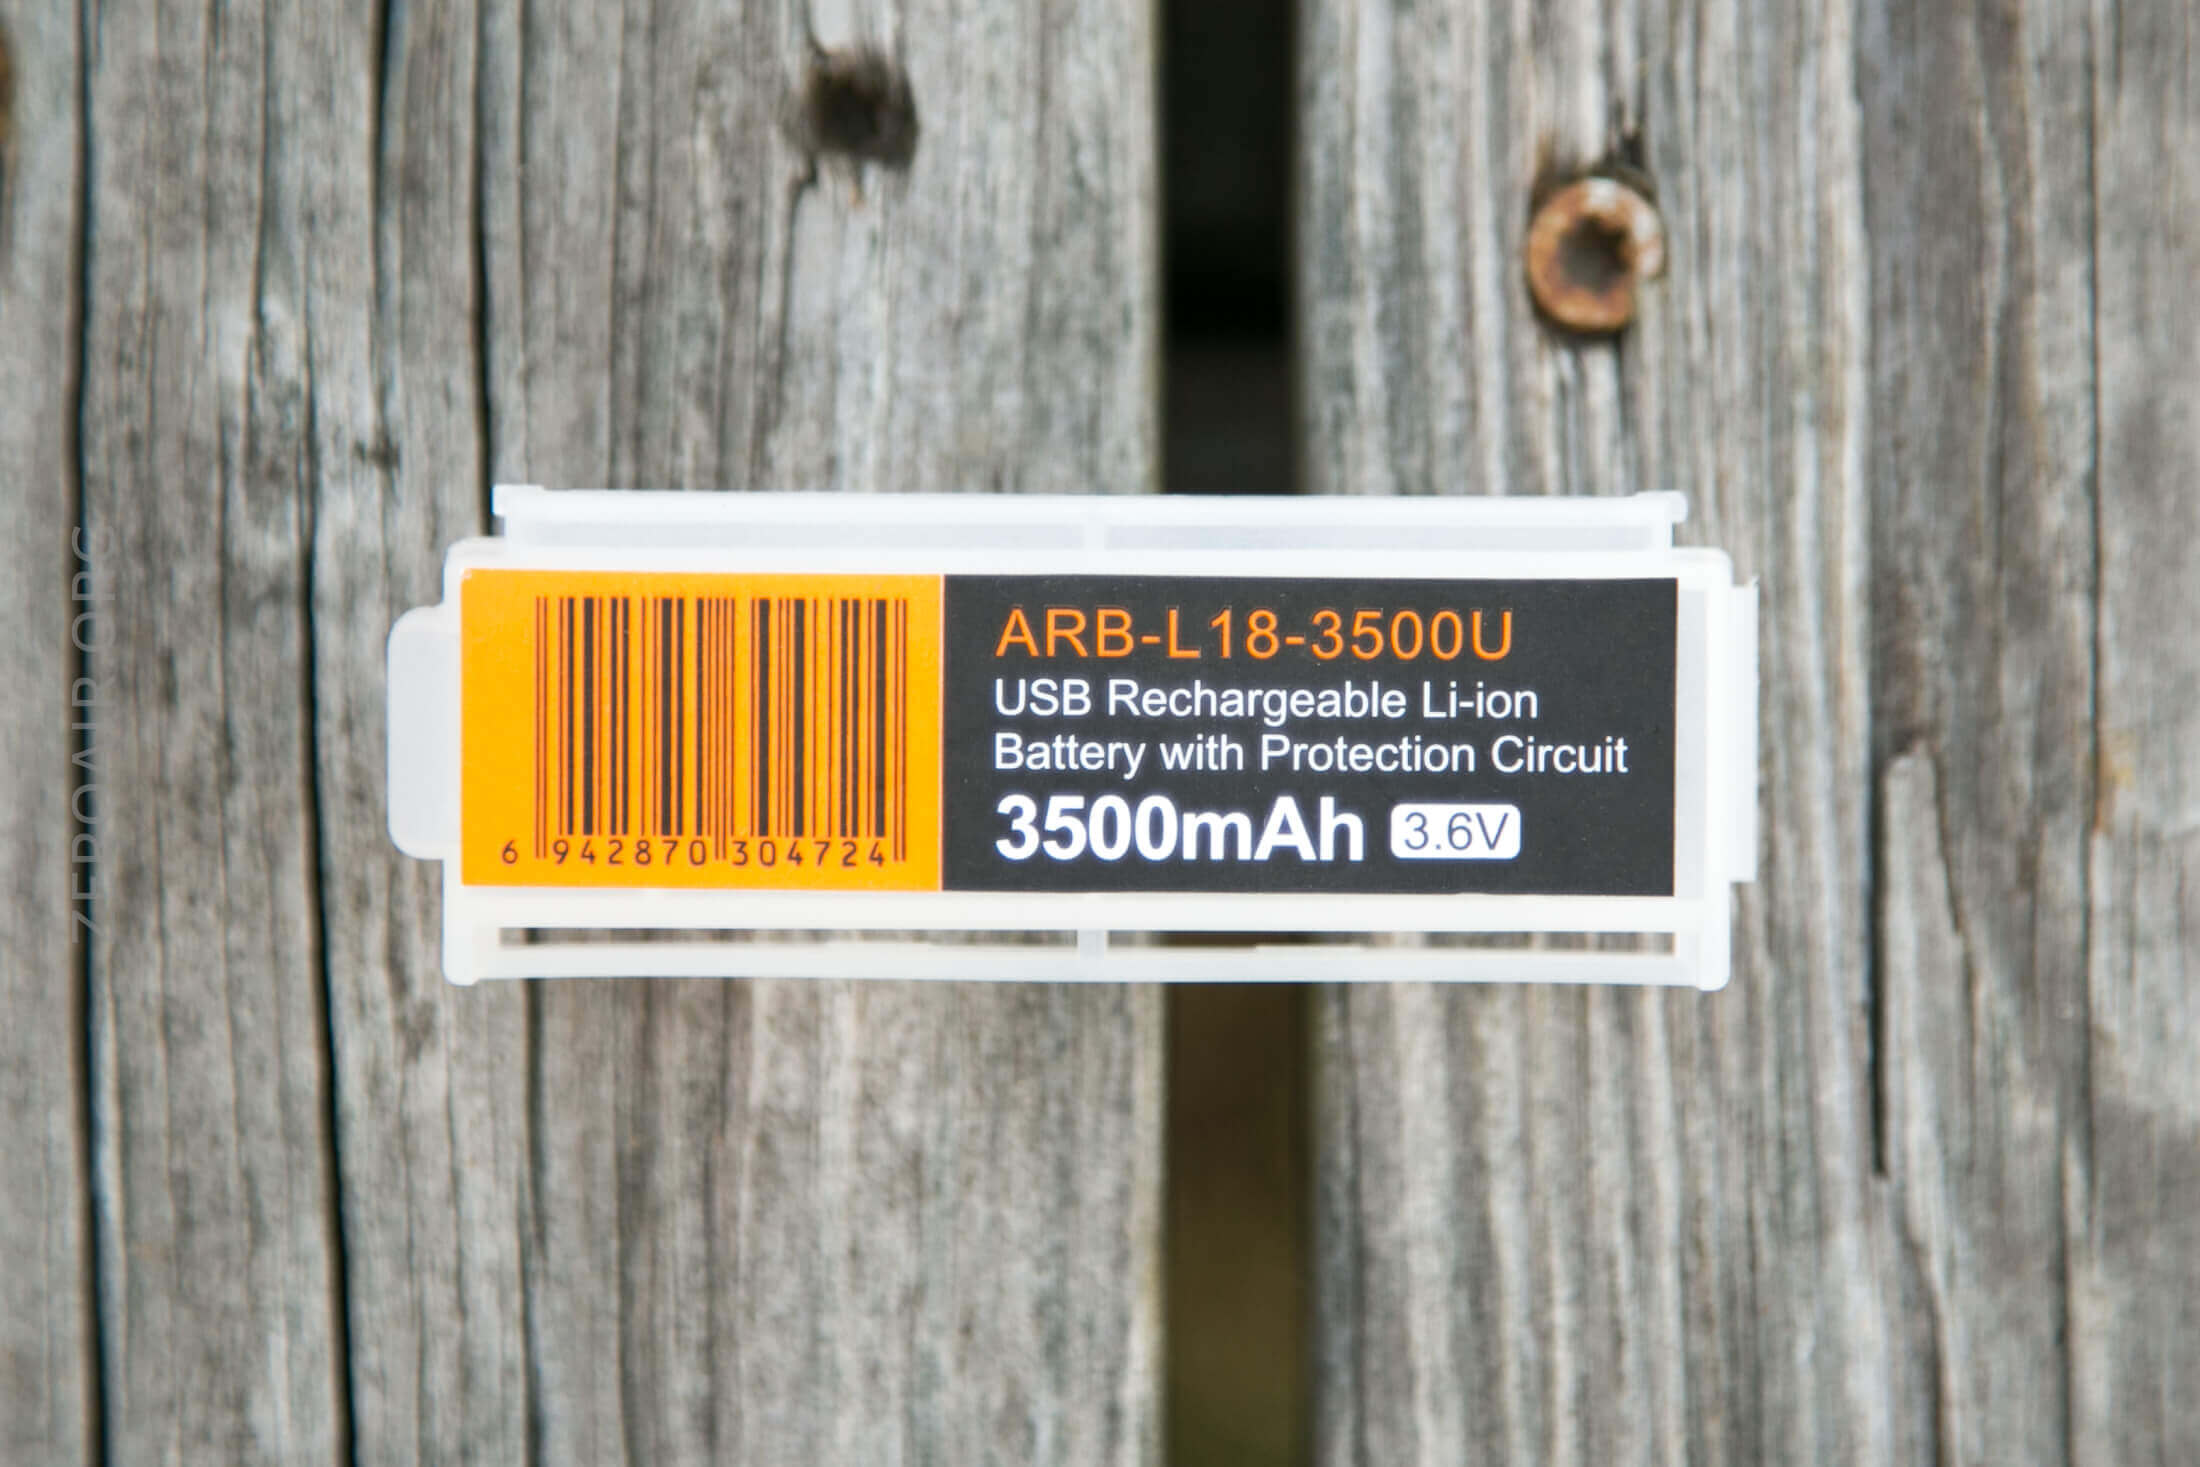 ZEROAIR.ORG
6 942870 304724
ARB-L18-3500U
USB Rechargeable Li-ion
Battery with Protection Circuit
3500mAh 3.6V